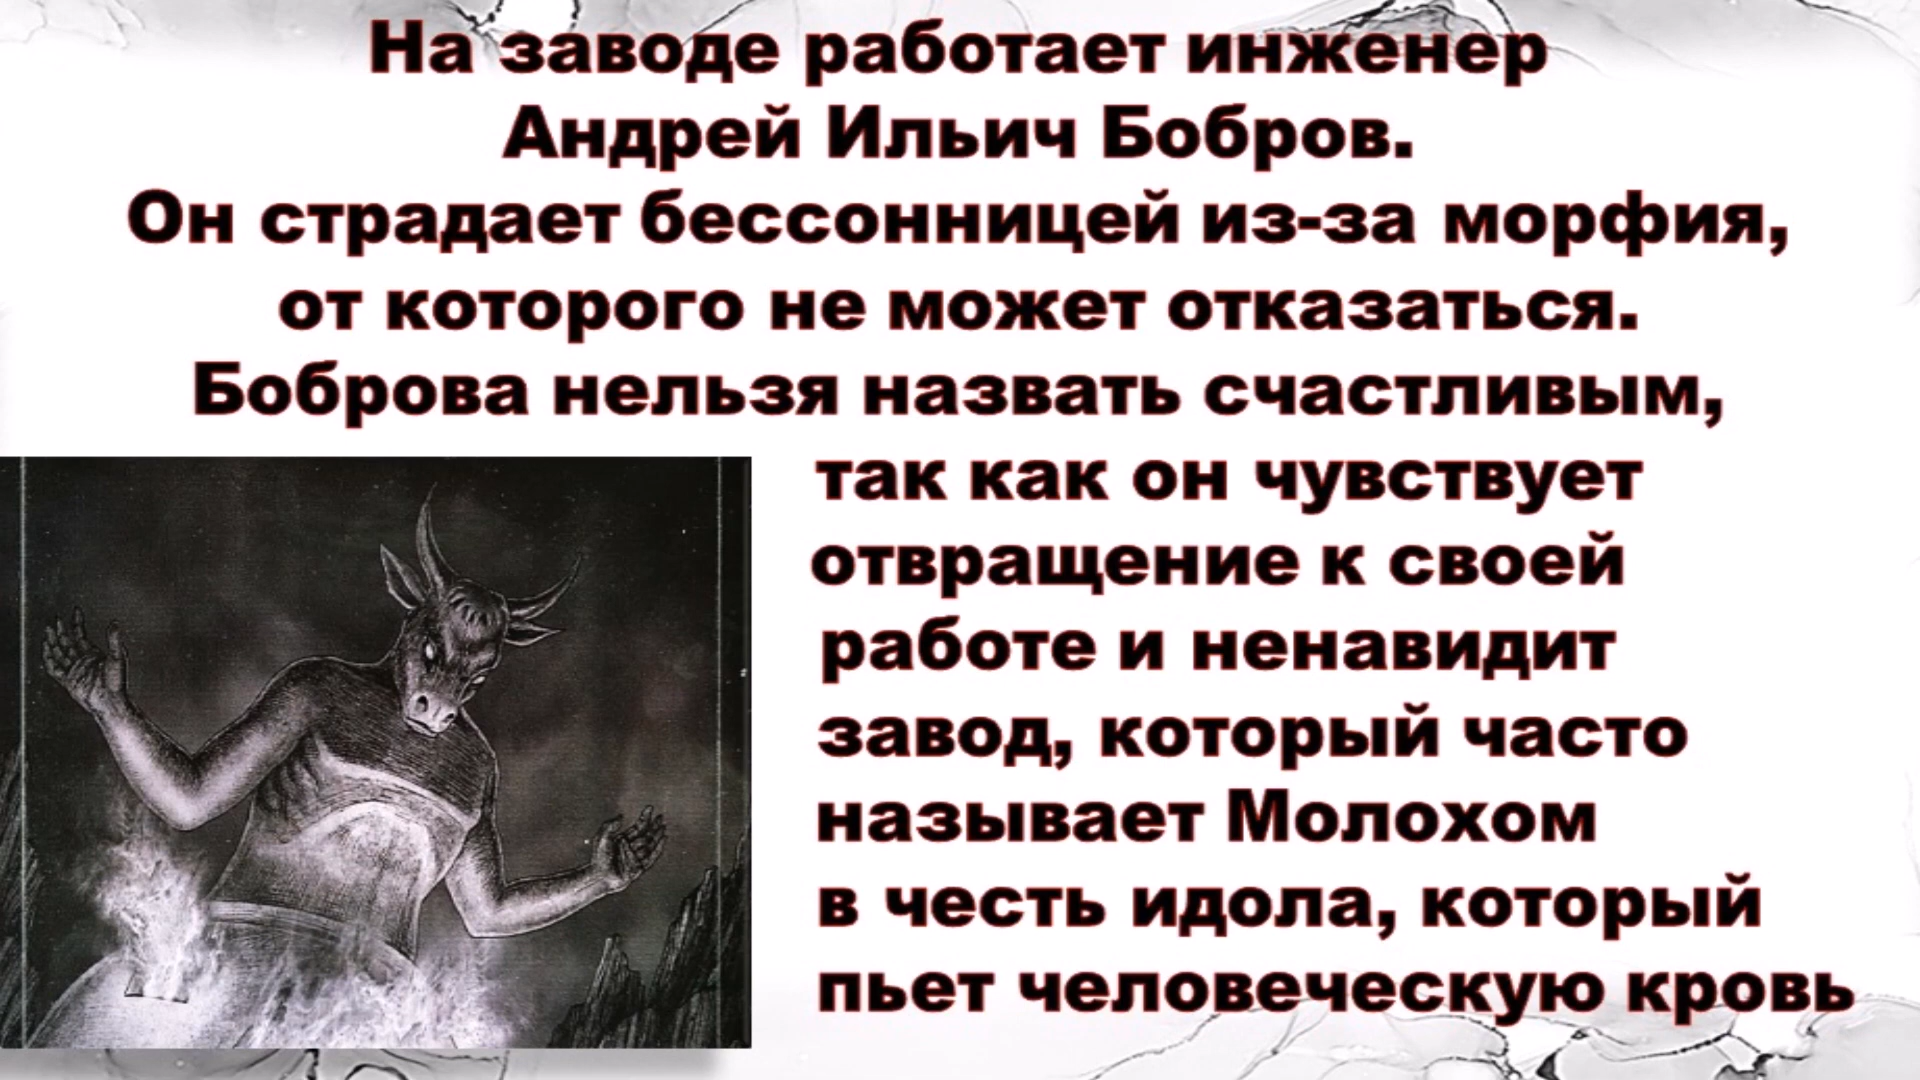 На заводе работает инженер
Андрей Ильич Бобров.
Он страдает бессонницей из-за морфия,
от которого не может отказаться.
Боброва нельзя назвать счастливым,
так как он чувствует
отвращение к своей
работе и ненавидит
завод, который часто
называет Молохом
в честь идола, который
пьет человеческую кровь